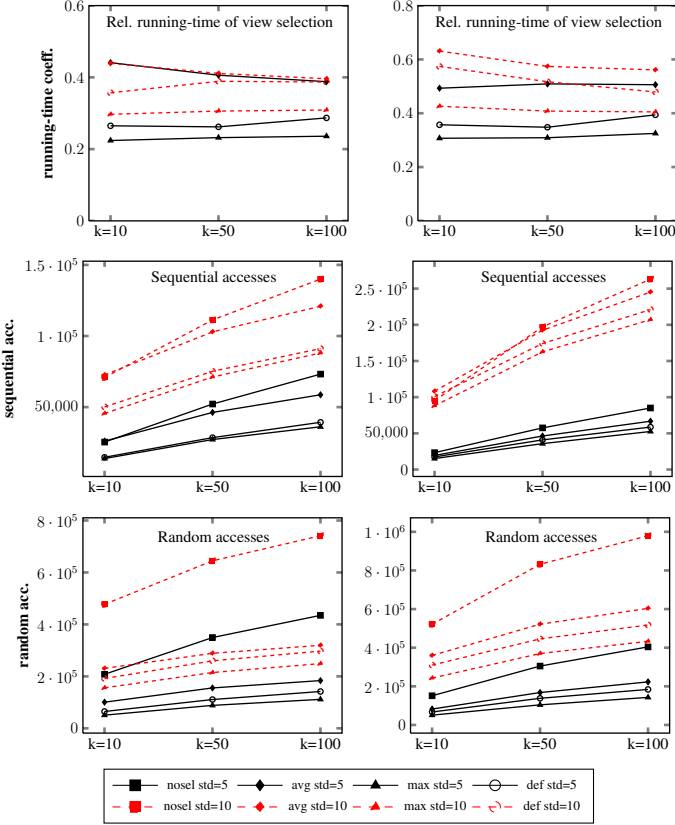 Rel. running-time of view selection
running-time coeff.
0.6
0.4
0.2
0
k=10 k=50 k=100
Rel. running-time of view selection
0.8
0.6
0.4
0.2
0
k=10 k=50 k=100
Sequential accesses
sequential acc.
1.5 · 10^5
1 · 10^5
50,000
k=10 k=50 k=100
Sequential accesses
2.5 · 10^5
2 · 10^5
1.5 · 10^5
1 · 10^5
50,000
0
k=10 k=50 k=100
Random accesses
random acc.
8 · 10^5
6 · 10^5
4 · 10^5
2 · 10^5
0
k=10 k=50 k=100
Random accesses
1 · 10^6
8 · 10^5
6 · 10^5
4 · 10^5
2 · 10^5
0
k=10 k=50 k=100
nosel std=5 avg std=5 max std=5 def std=5
nosel std=10 avg std=10 max std=10 def std=10